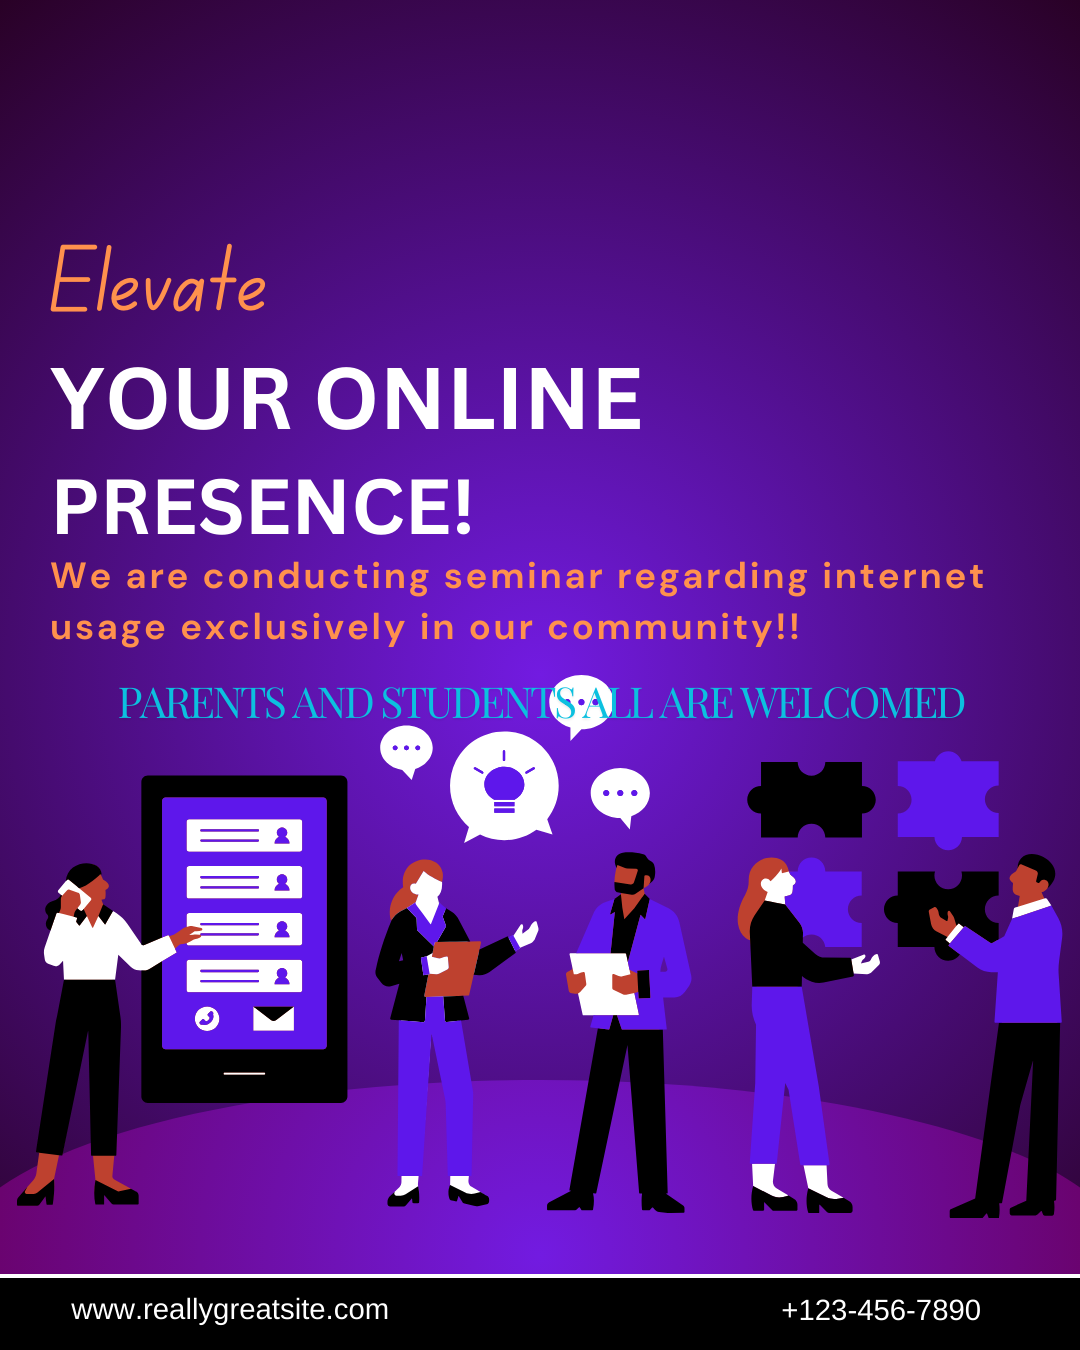 Elevate
YOUR ONLINE
PRESENCE!
We are conducting seminar regarding internet
usage exclusively in our community!!
PARENTS AND STUDENTS ALL ARE WELCOMED
www.reallygreatsite.com
+123-456-7890